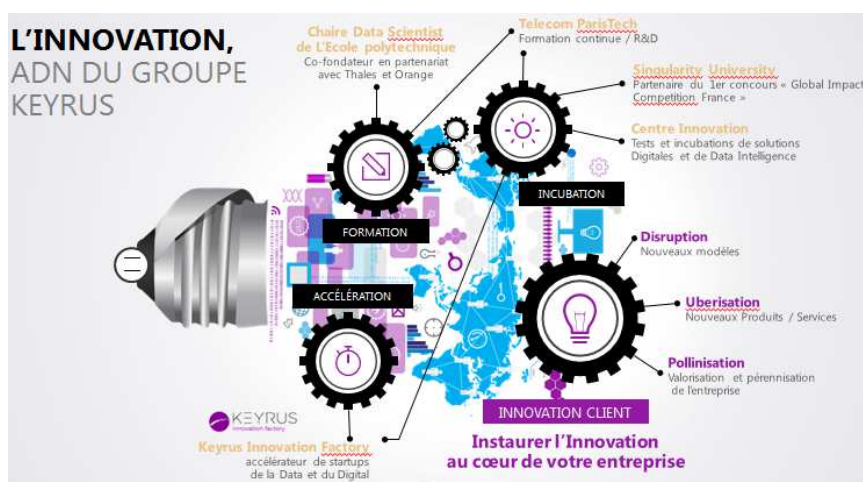 L'INNOVATION,
ADN DU GROUPE
KEYRUS
Chaire Data Scientist
de L'Ecole polytechnique
Co-fondateur en partenariat
avec Thales et Orange
Telecom ParisTech
Formation continue / R&D
Singularity University
Partenaire du 1er concours « Global Impact
Competition France »
Centre Innovation
Tests et incubations de solutions
Digitales et de Data Intelligence
INCUBATION
FORMATION
ACCÉLÉRATION
Disruption
Nouveaux modèles
Uberisation
Nouveaux Produits / Services
Pollinisation
Valorisation et pérennisation
de l'entreprise
INNOVATION CLIENT
Instaurer l'Innovation
au cœur de votre entreprise
KEYRUS
innovation factory
Keyrus Innovation Factory
accélérateur de startups
de la Data et du Digital